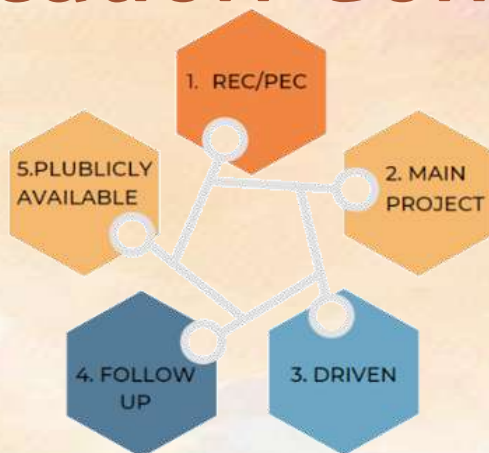 1. REC/PEC
2. MAIN
PROJECT
3. DRIVEN
4. FOLLOW
UP
5.PLUBLICLY
AVAILABLE